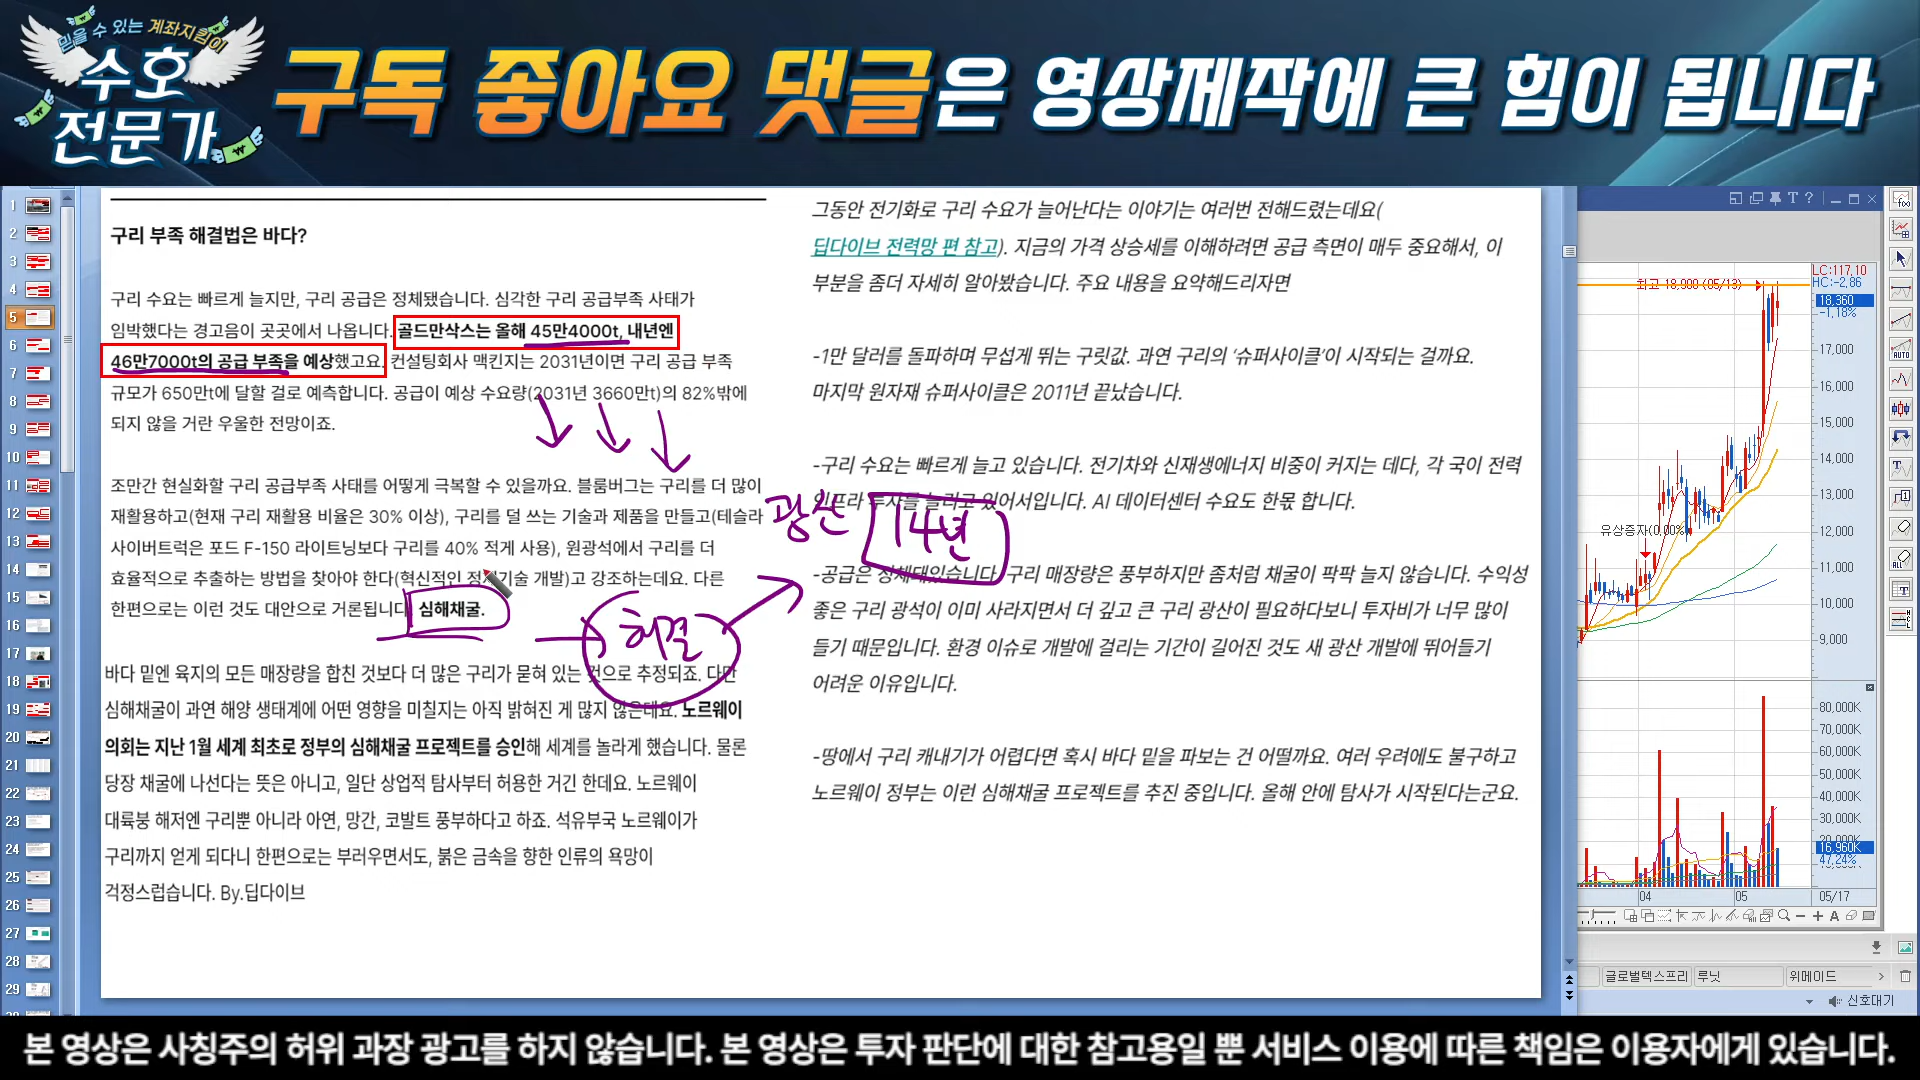 믿을 수 있는 계좌지킴이
수호
전문가
구독 좋아요 댓글은 영상제작에 큰 힘이 됩니다
구리 부족 해결법은 바다?
구리 수요는 빠르게 늘지만, 구리 공급은 정체됐습니다. 심각한 구리 공급부족 사태가
임박했다는 경고음이 곳곳에서 나옵니다. 골드만삭스는 올해 45만4000t, 내년엔
46만7000t의 공급 부족을 예상했고요. 컨설팅회사 맥킨지는 2031년이면 구리 공급 부족
규모가 650만t에 달할 걸로 예측합니다. 공급이 예상 수요량(2031년 3660만t)의 82%밖에
되지 않을 거란 우울한 전망이죠.
조만간 현실화할 구리 공급부족 사태를 어떻게 극복할 수 있을까요. 블룸버그는 구리를 더 많이
재활용하고(현재 구리 재활용 비율은 30% 이상), 구리를 덜 쓰는 기술과 제품을 만들고(테슬라
사이버트럭은 포드 F-150 라이트닝보다 구리를 40% 적게 사용), 원광석에서 구리를 더
효율적으로 추출하는 방법을 찾아야 한다(혁신적인 정제기술 개발)고 강조하는데요. 다른
한편으로는 이런 것도 대안으로 거론됩니다. 심해채굴.
바다 밑엔 육지의 모든 매장량을 합친 것보다 더 많은 구리가 묻혀 있는 것으로 추정되죠. 다만
심해채굴이 과연 해양 생태계에 어떤 영향을 미칠지는 아직 밝혀진 게 많지 않은데요. 노르웨이
의회는 지난 1월 세계 최초로 정부의 심해채굴 프로젝트를 승인해 세계를 놀라게 했습니다. 물론
당장 채굴에 나선다는 뜻은 아니고, 일단 상업적 탐사부터 허용한 거긴 한데요. 노르웨이
대륙붕 해저엔 구리뿐 아니라 아연, 망간, 코발트 풍부하다고 하죠. 석유부국 노르웨이가
구리까지 얻게 되다니 한편으로는 부러우면서도, 붉은 금속을 향한 인류의 욕망이
걱정스럽습니다. By.딥다이브
그동안 전기화로 구리 수요가 늘어난다는 이야기는 여러번 전해드렸는데요(
딥다이브 전력망 편 참고). 지금의 가격 상승세를 이해하려면 공급 측면이 매두 중요해서, 이
부분을 좀더 자세히 알아봤습니다. 주요 내용을 요약해드리자면
-1만 달러를 돌파하며 무섭게 뛰는 구릿값. 과연 구리의 ‘슈퍼사이클’이 시작되는 걸까요.
마지막 원자재 슈퍼사이클은 2011년 끝났습니다.
-구리 수요는 빠르게 늘고 있습니다. 전기차와 신재생에너지 비중이 커지는 데다, 각 국이 전력
인프라 투자를 늘리고 있어서입니다. AI 데이터센터 수요도 한몫 합니다.
-공급은 정체돼있습니다. 구리 매장량은 풍부하지만 좀처럼 채굴이 팍팍 늘지 않습니다. 수익성
좋은 구리 광석이 이미 사라지면서 더 깊고 큰 구리 광산이 필요하다보니 투자비가 너무 많이
들기 때문입니다. 환경 이슈로 개발에 걸리는 기간이 길어진 것도 새 광산 개발에 뛰어들기
어려운 이유입니다.
-땅에서 구리 캐내기가 어렵다면 혹시 바다 밑을 파보는 건 어떨까요. 여러 우려에도 불구하고
노르웨이 정부는 이런 심해채굴 프로젝트를 추진 중입니다. 올해 안에 탐사가 시작된다는군요.
광산 14년
해결
1
2
3
4
5
6
7
8
9
10
11
12
13
14
15
16
17
18
19
20
21
22
23
24
25
26
27
28
29
LC:117,10
HC:-2,86
최고 18,900 (05/13)
18,360
-1,18%
17,000
16,000
15,000
14,000
13,000
12,000
11,000
10,000
9,000
유상증자(0,00%)
80,000K
70,000K
60,000K
50,000K
40,000K
30,000K
20,000K
16,960K
47,24%
04 05 05/17
AUTO
ALL
글로벌텍스프리 루닛 위메이드
신호대기
본 영상은 사칭주의 허위 과장 광고를 하지 않습니다. 본 영상은 투자 판단에 대한 참고용일 뿐 서비스 이용에 따른 책임은 이용자에게 있습니다.